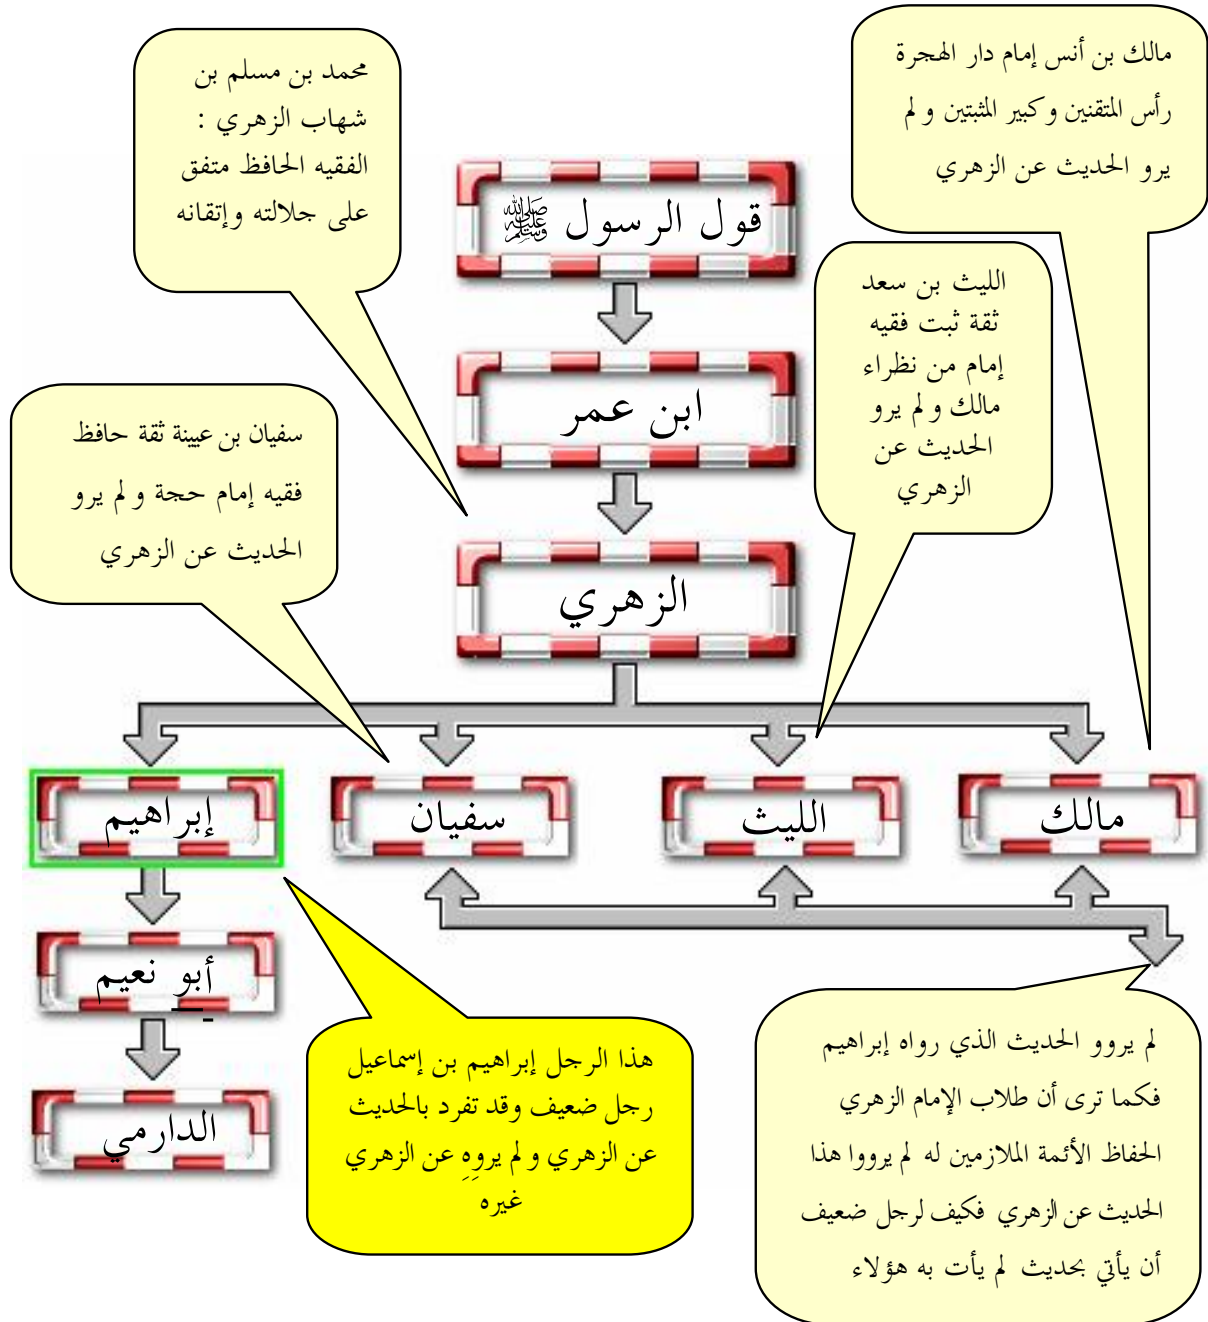 مالك بن أنس إمام دار الهجرة
رأس المتقنين وكبير المثبتين و لم
يرو الحديث عن الزهري
محمد بن مسلم بن
شهاب الزهري :
الفقيه الحافظ متفق
على جلالته وإتقانه
قول الرسول ﷺ
الليث بن سعد
ثقة ثبت فقيه
إمام من نظراء
مالك و لم يرو
الحديث عن
الزهري
ابن عمر
سفيان بن عيينة ثقة حافظ
فقيه إمام حجة و لم يرو
الحديث عن الزهري
الزهري
مالك
الليث
سفيان
إبراهيم
أبو نعيم
الدارمي
لم يروو الحديث الذي رواه إبراهيم
فكما ترى أن طلاب الإمام الزهري
الحفاظ الأئمة الملازمين له لم يرووا هذا
الحديث عن الزهري فكيف لرجل ضعيف
أن يأتي بحديث لم يأت به هؤلاء
هذا الرجل إبراهيم بن إسماعيل
رجل ضعيف وقد تفرد بالحديث
عن الزهري و لم يروِهِ عن الزهري
غيره